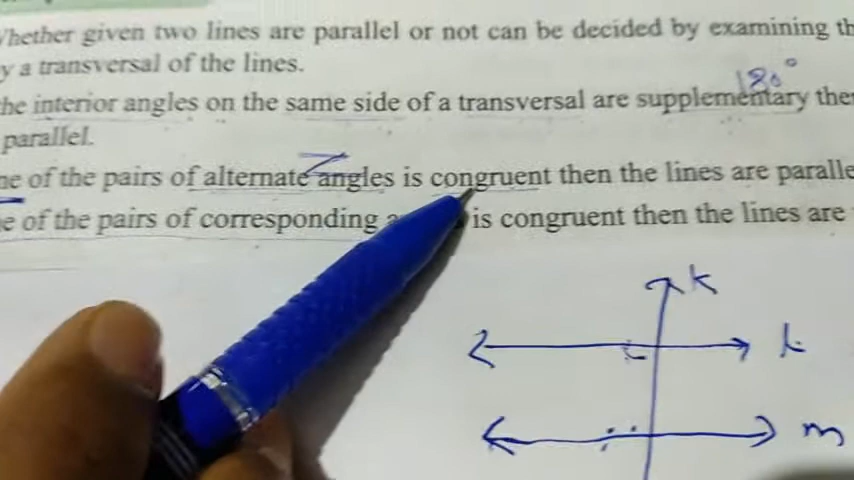 Whether given two lines are parallel or not can be decided by examining th
y a transversal of the lines.
180°
he interior angles on the same side of a transversal are supplementary then
parallel.
Z
ne of the pairs of alternate angles is congruent then the lines are paralle
e of the pairs of corresponding a is congruent then the lines are
k
m